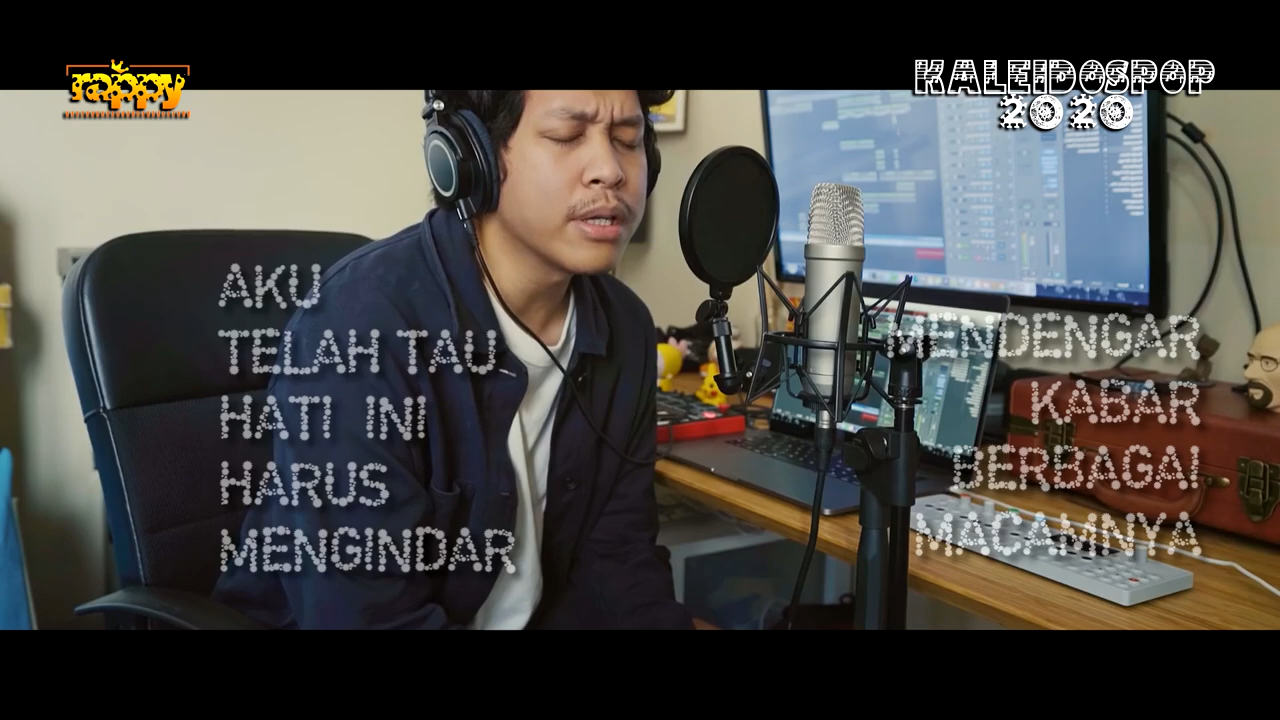 rappy
KALEIDOSPOP
2020
AKU
TELAH TAU
HATI INI
HARUS
MENGINDAR
MENDENGAR
KABAR
BERBAGAI
MACAMNYA